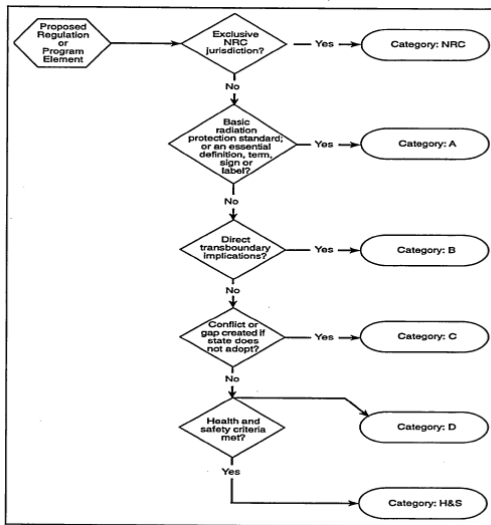 Proposed
Regulation
or
Program
Element
Exclusive
NRC
jurisdiction?
Yes
Category: NRC
No
Basic
radiation
protection standard;
or an essential
definition, term,
sign or
label?
Yes
Category: A
No
Direct
transboundary
implications?
Yes
Category: B
No
Conflict or
gap created if
state does
not adopt?
Yes
Category: C
No
Health and
safety criteria
met?
Category: D
Yes
Category: H&S